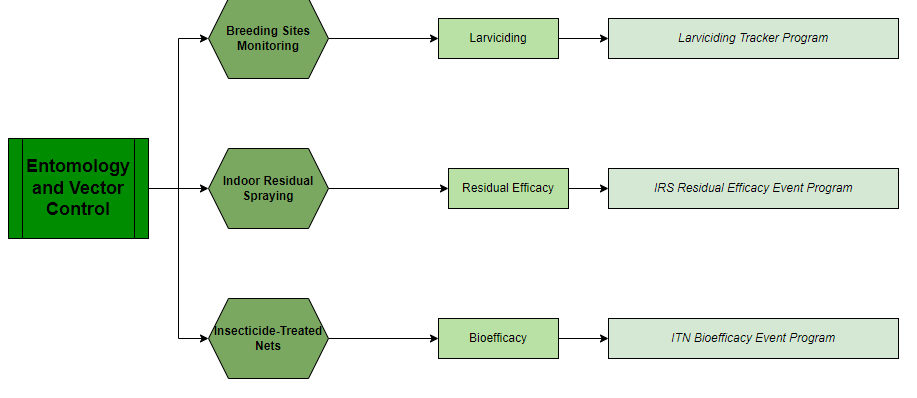 Breeding Sites
Monitoring
Larviciding
Larviciding Tracker Program
Entomology
and Vector
Control
Indoor Residual
Spraying
Residual Efficacy
IRS Residual Efficacy Event Program
Insecticide-Treated
Nets
Bioefficacy
ITN Bioefficacy Event Program